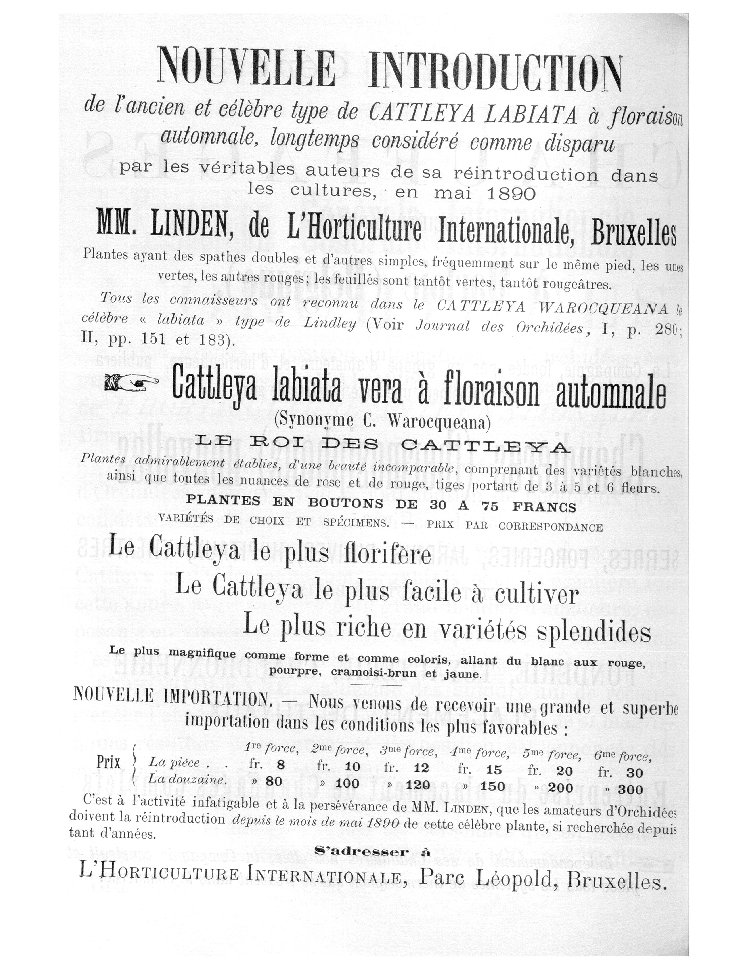 NOUVELLE INTRODUCTION
de l'ancien et célèbre type de CATTLEYA LABIATA à floraison
automnale, longtemps considéré comme disparu
par les véritables auteurs de sa réintroduction dans
les cultures, en mai 1890
MM. LINDEN, de L'Horticulture Internationale, Bruxelles
Plantes ayant des spathes doubles et d'autres simples, fréquemment sur le même pied, les unes
vertes, les autres rouges; les feuillés sont tantôt vertes, tantôt rougeâtres.
Tous les connaisseurs ont reconnu dans le CATTLEYA WAROCQUEANA le
célèbre « labiata » type de Lindley (Voir Journal des Orchidées, I, p. 280;
II, pp. 151 et 183).
Cattleya labiata vera à floraison automnale
(Synonyme C. Warocqueana)
LE ROI DES CATTLEYA
Plantes admirablement établies, d'une beauté incomparable, comprenant des variétés blanches,
ainsi que toutes les nuances de rose et de rouge, tiges portant de 3 à 5 et 6 fleurs.
PLANTES EN BOUTONS DE 30 A 75 FRANCS
VARIÉTÉS DE CHOIX ET SPÉCIMENS. — PRIX PAR CORRESPONDANCE
Le Cattleya le plus florifère
Le Cattleya le plus facile à cultiver
Le plus riche en variétés splendides
Le plus magnifique comme forme et comme coloris, allant du blanc aux rouge,
pourpre, cramoisi-brun et jaune.
NOUVELLE IMPORTATION. — Nous venons de recevoir une grande et superbe
importation dans les conditions les plus favorables :
1re force, 2me force, 3me force, 4me force, 5me force, 6me force,
Prix { La pièce . . fr. 8 fr. 10 fr. 12 fr. 15 fr. 20 fr. 30
La douzaine. » 80 » 100 » 120 » 150 » 200 » 300
C'est à l'activité infatigable et à la persévérance de MM. LINDEN, que les amateurs d'Orchidées
doivent la réintroduction depuis le mois de mai 1890 de cette célèbre plante, si recherchée depuis
tant d'années.
S'adresser à
L'HORTICULTURE INTERNATIONALE, Parc Léopold, Bruxelles.